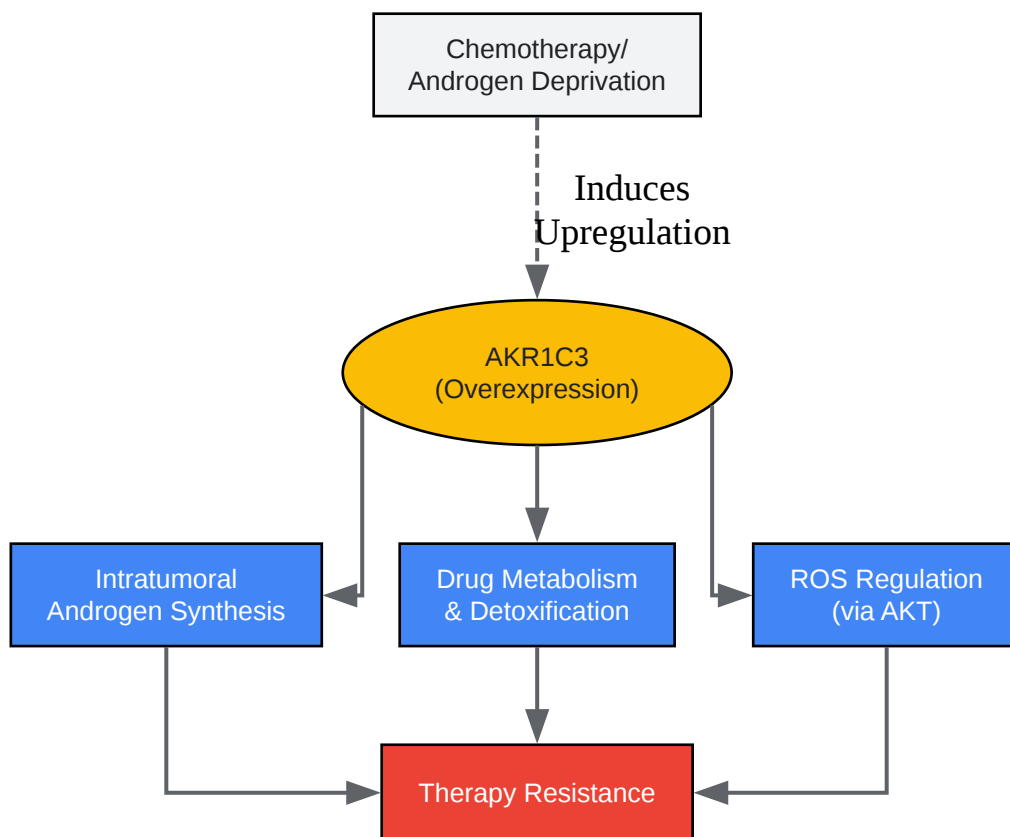 Chemotherapy/
Androgen Deprivation
Induces
Upregulation
AKR1C3
(Overexpression)
Intratumoral
Androgen Synthesis
Drug Metabolism
& Detoxification
ROS Regulation
(via AKT)
Therapy Resistance